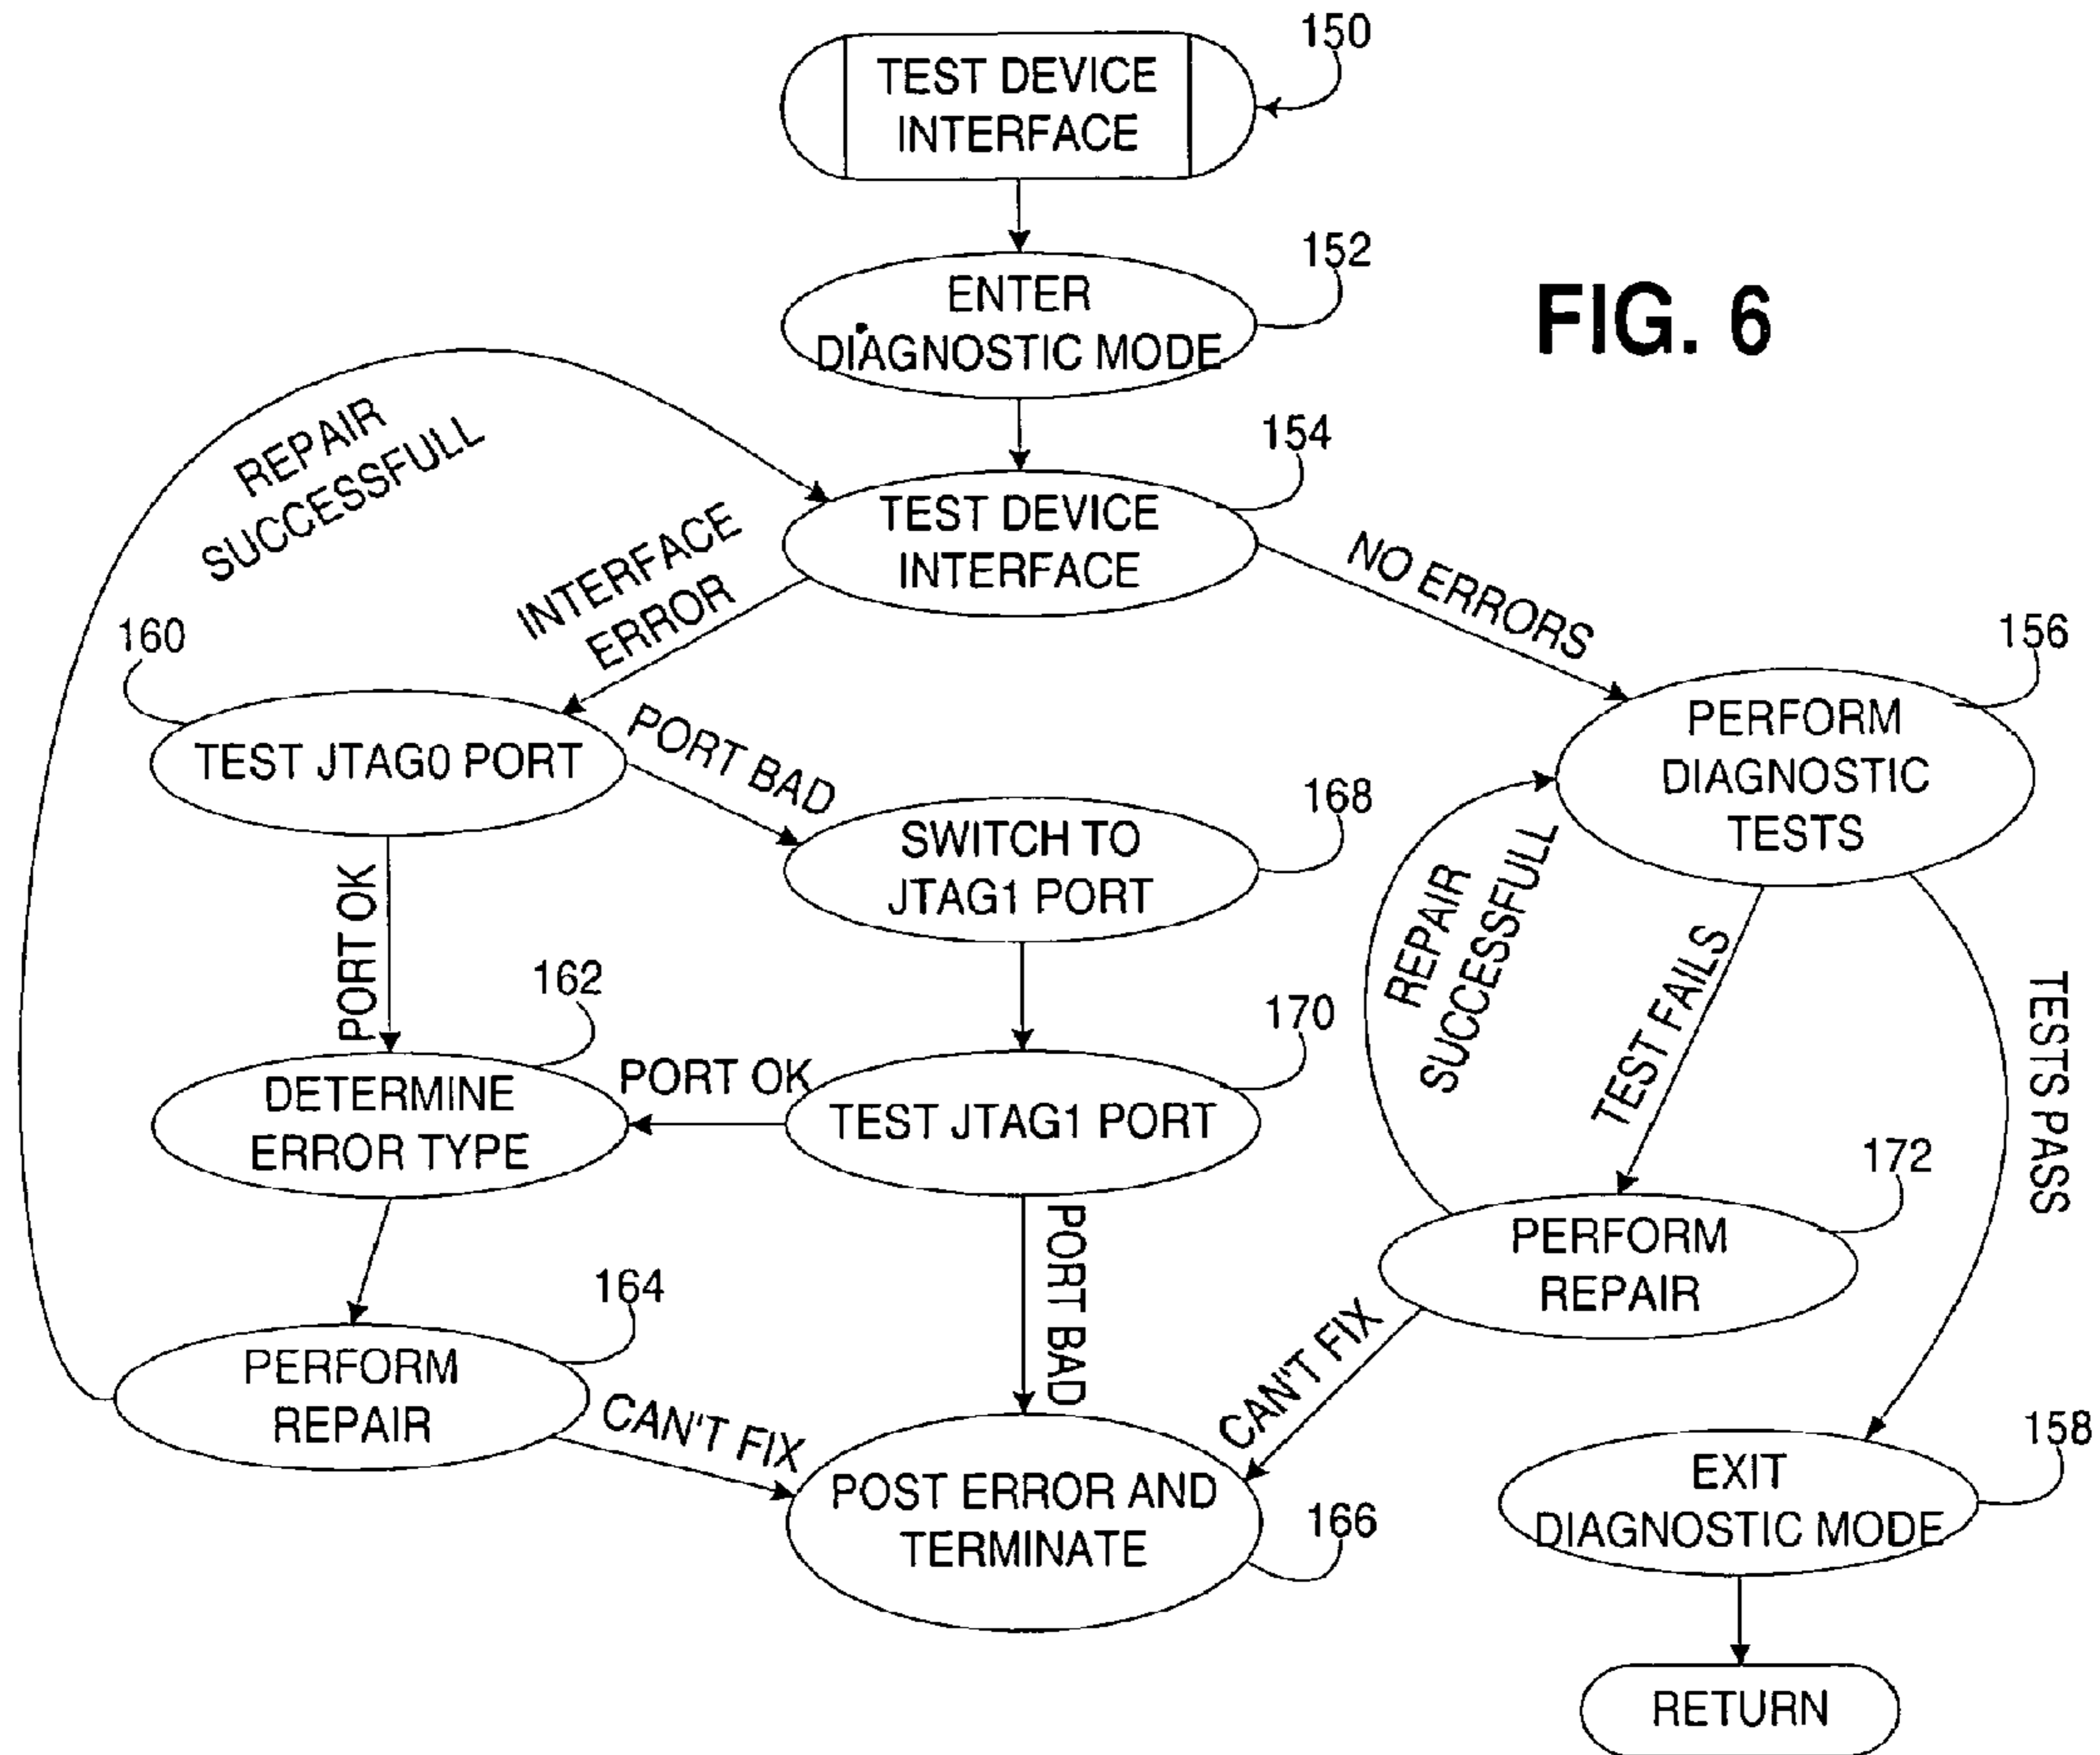 150
TEST DEVICE
INTERFACE
152
ENTER
DIAGNOSTIC MODE
FIG. 6
154
TEST DEVICE
INTERFACE
REPAIR
SUCCESSFULL
INTERFACE
ERROR
NO ERRORS
160
TEST JTAG0 PORT
PORT BAD
156
PERFORM
DIAGNOSTIC
TESTS
168
SWITCH TO
JTAG1 PORT
PORT OK
REPAIR
SUCCESSFULL
TEST FAILS
TESTS PASS
162
DETERMINE
ERROR TYPE
PORT OK
170
TEST JTAG1 PORT
172
PERFORM
REPAIR
PORT BAD
164
PERFORM
REPAIR
CAN'T FIX
CAN'T FIX
POST ERROR AND
TERMINATE
166
158
EXIT
DIAGNOSTIC MODE
RETURN